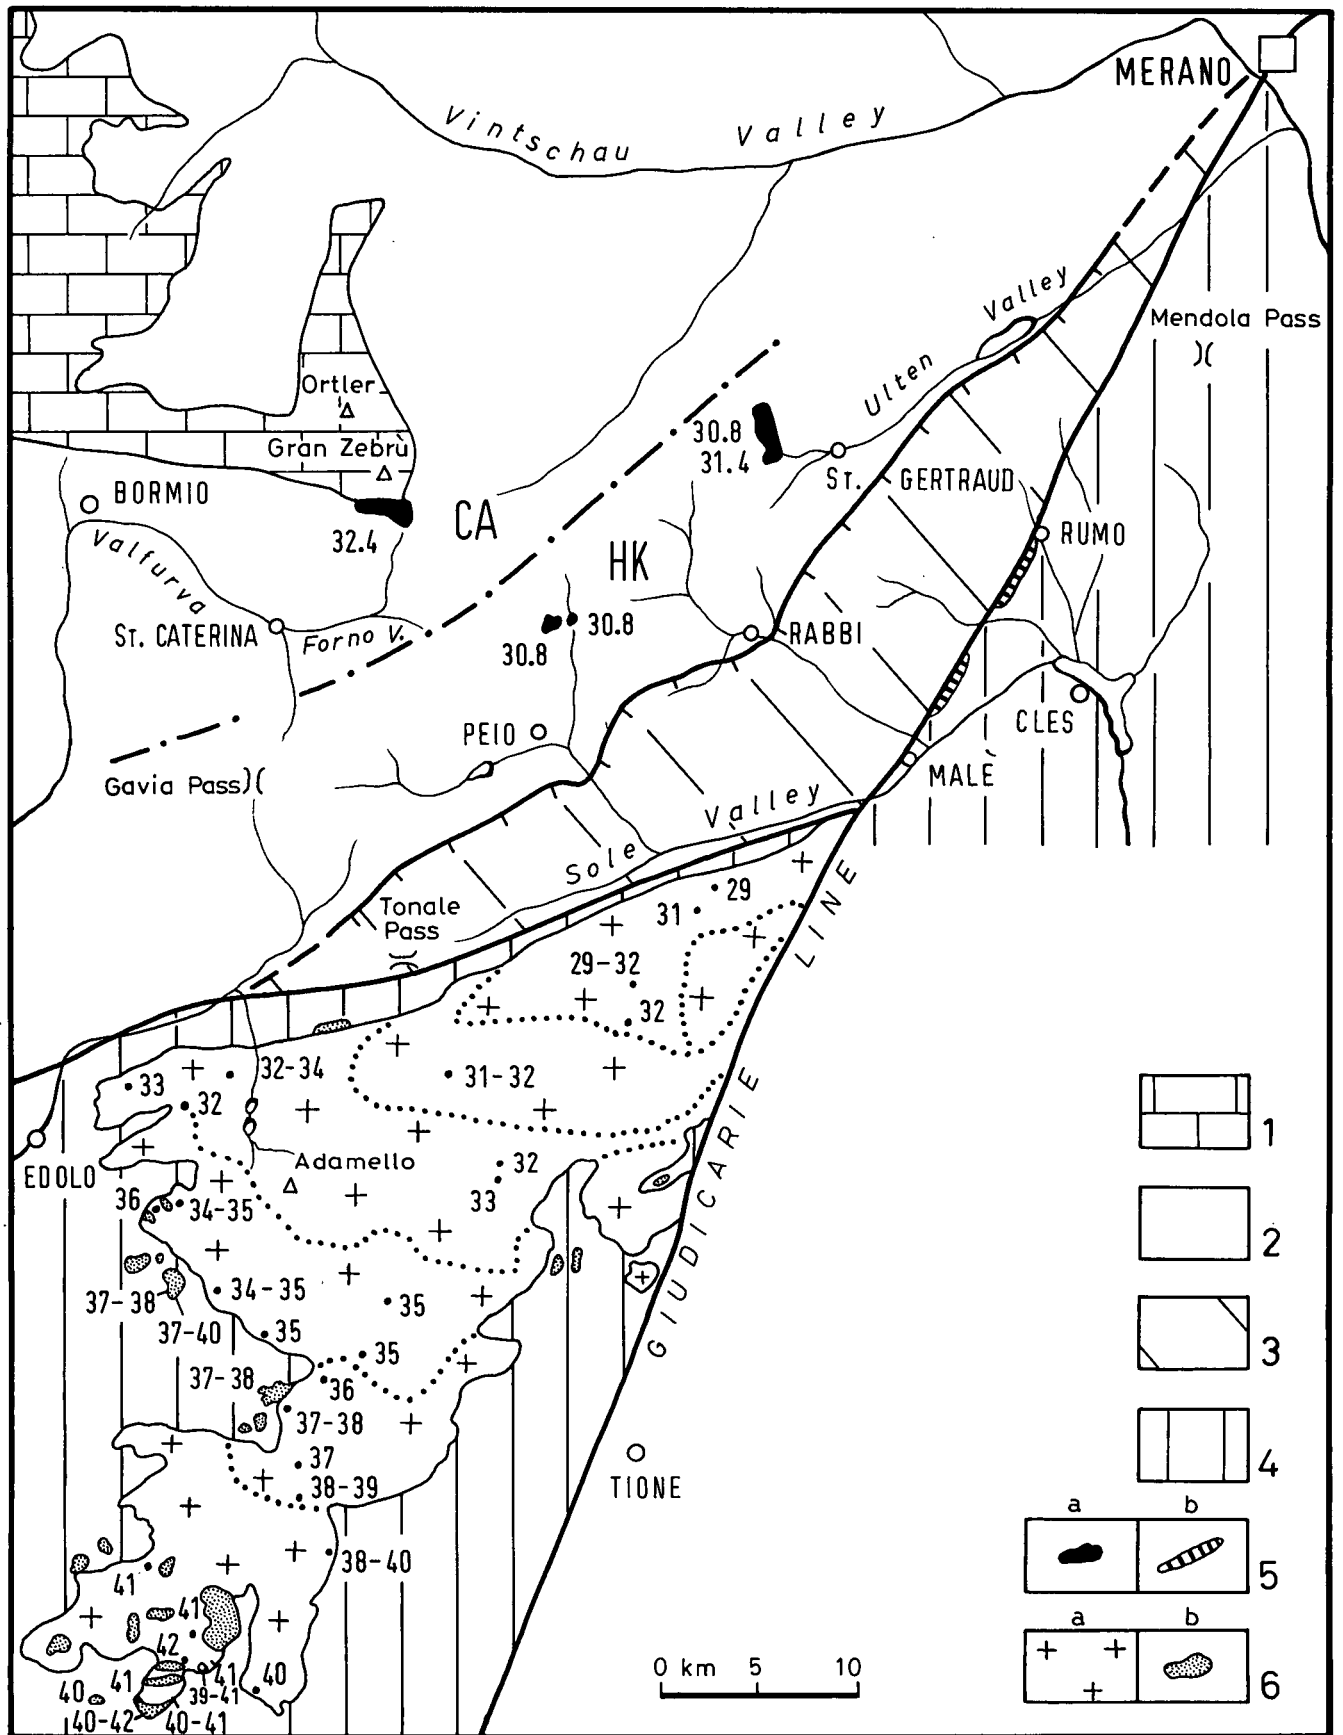 MERANO
Vintschau Valley
Ulten Valley
Mendola Pass
)(
Ortler
Gran Zebrù
BORMIO
32.4
CA
HK
30.8
31.4
ST. GERTRAUD
RUMO
Valfurva
ST. CATERINA
Forno V.
30.8
30.8
RABBI
CLES
PEIO
Gavia Pass)(
MALÈ
Sole Valley
Tonale
Pass
29
31
29-32
32
GIUDICARIE LINE
33
32-34
32
31-32
EDOLO
Adamello
32
33
36
34-35
37-38
37-40
34-35
35
35
35
37-38
36
37-38
37
38-39
TIONE
38-40
41
41
42
41
41
39-41
40
40
40-42
40-41
0 km 5 10
1
2
3
4
a b
5
a b
6